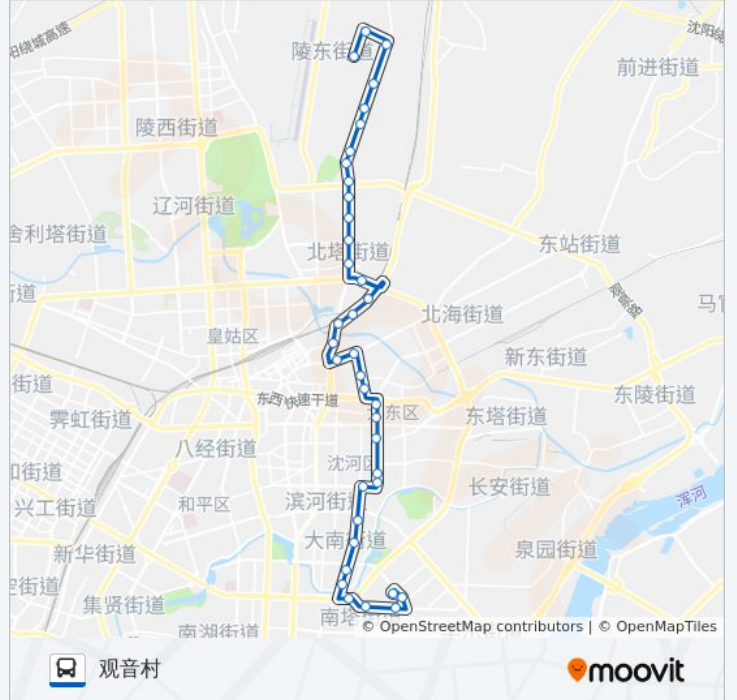 阳绕城高速
沈阳绕
陵东街道
前进街道
陵西街道
辽河街道
舍利塔街道
北塔街道
东站街道
街道
北海街道
皇姑区
新东街道
街道
东西快速干道
东陵街道
霁虹街道
东区
东塔街道
八经街道
沈河区
和街道
长安街道
浑河
兴工街道
和平区
滨河街道
大南街道
新华街道
泉园街道
空街道
集贤街道
南塔
南湖街道
© OpenStreetMap contributors | © OpenMapTiles
观音村
moovit